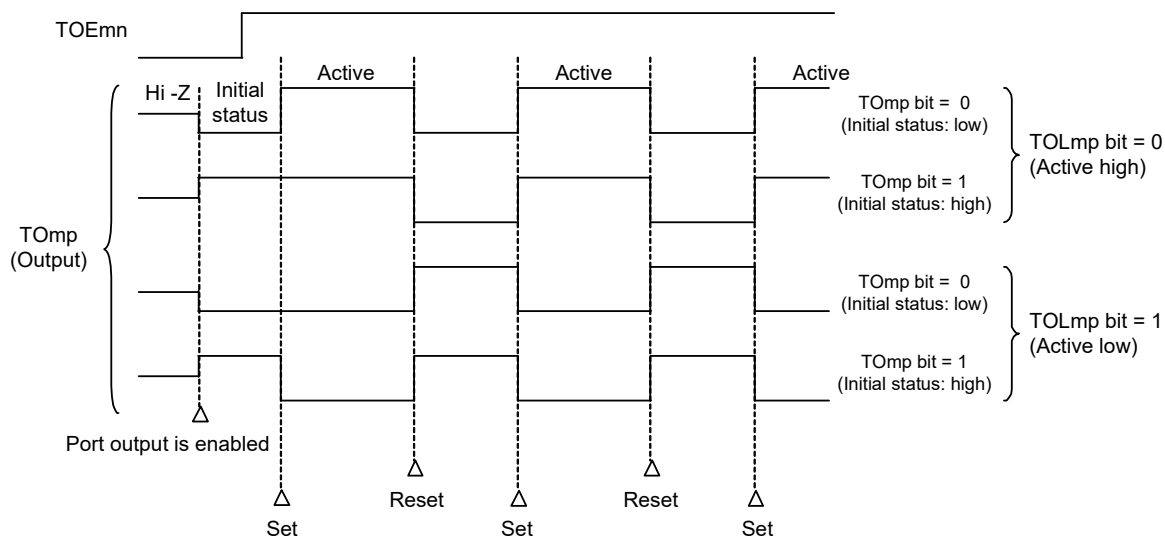 TOEmn
Active
Active
Active
Hi -Z
Initial
status
TOmp bit = 0
(Initial status: low)
TOLmp bit = 0
(Active high)
TOmp bit = 1
(Initial status: high)
TOmp
(Output)
TOmp bit = 0
(Initial status: low)
TOLmp bit = 1
(Active low)
TOmp bit = 1
(Initial status: high)
Port output is enabled
Reset
Reset
Set
Set
Set